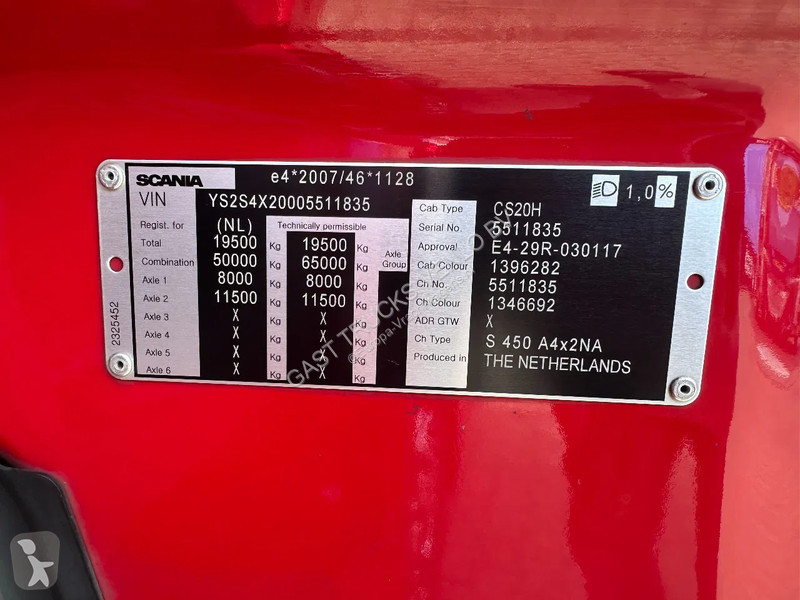 SCANIA e4*2007/46*1128 1,0%
VIN YS2S4X20005511835
Regist. for (NL) Technically permissible
Total 19500 Kg 19500 Kg
Combination 50000 Kg 65000 Kg Axle Group
Axle 1 8000 Kg 8000 Kg
Axle 2 11500 Kg 11500 Kg
Axle 3 X Kg X Kg
Axle 4 X Kg X Kg
Axle 5 X Kg X Kg
Axle 6 X Kg X Kg
Cab Type CS20H
Serial No. 5511835
Approval E4-29R-030117
Cab Colour 1396282
Ch No. 5511835
Ch Colour 1346692
ADR GTW X
Ch Type S 450 A4x2NA
Produced in THE NETHERLANDS
2325452
GAST TRUCKS BV